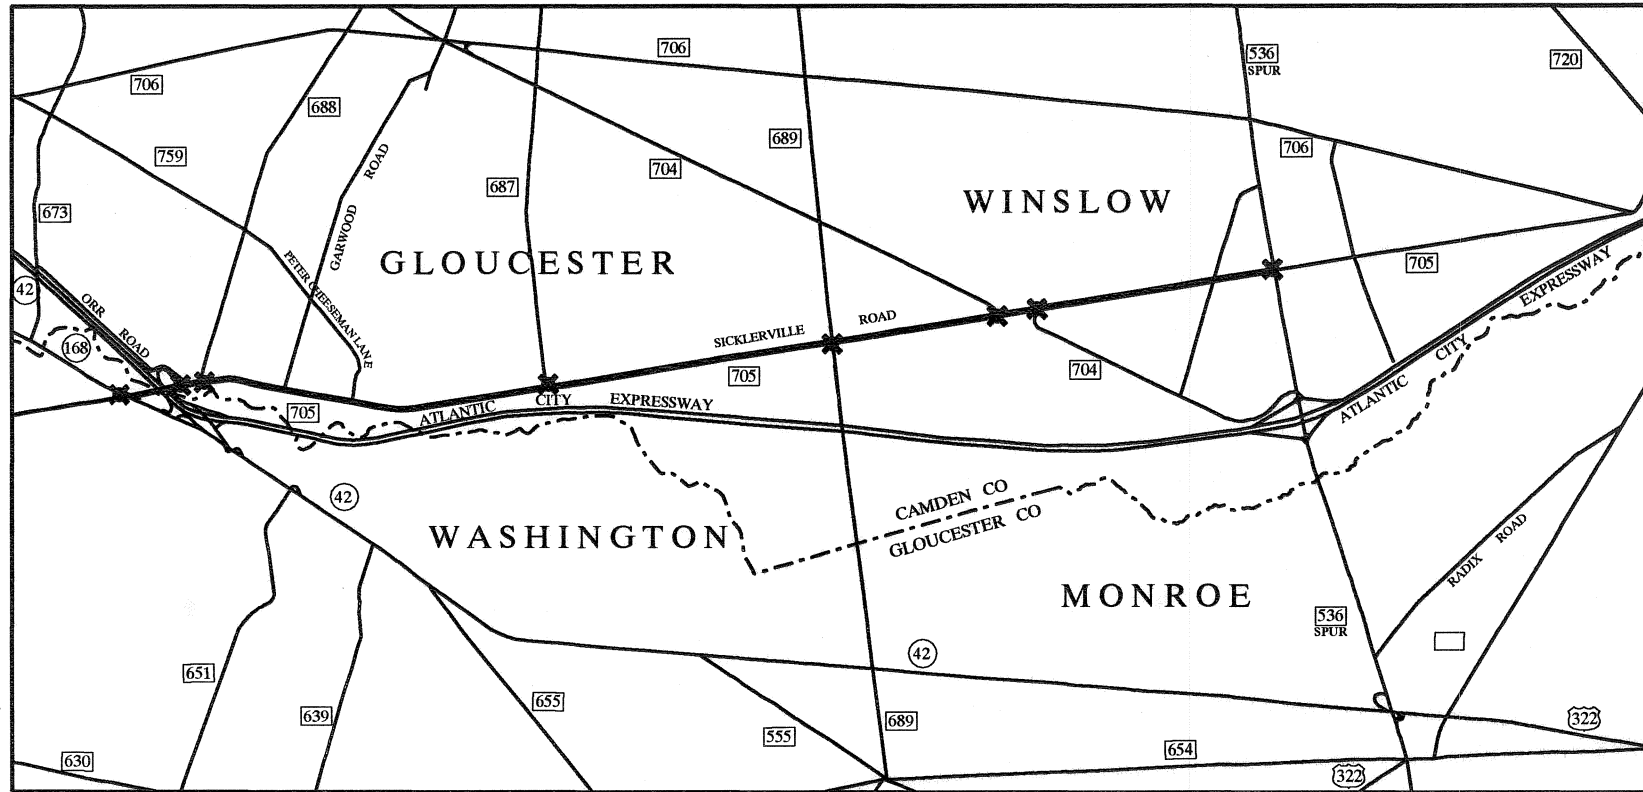 706
536
SPUR
720
706
688
689
759
ROAD
704
687
706
673
GARWOOD
WINSLOW
GLOUCESTER
PETER CHEESEMAN LANE
705
EXPRESSWAY
42
ORR
ROAD
168
SICKLERVILLE
ROAD
CITY
704
705
705
ATLANTIC
CITY
EXPRESSWAY
ATLANTIC
42
CAMDEN CO
GLOUCESTER CO
WASHINGTON
RADIX
ROAD
MONROE
536
SPUR
42
651
655
639
555
689
654
322
630
322